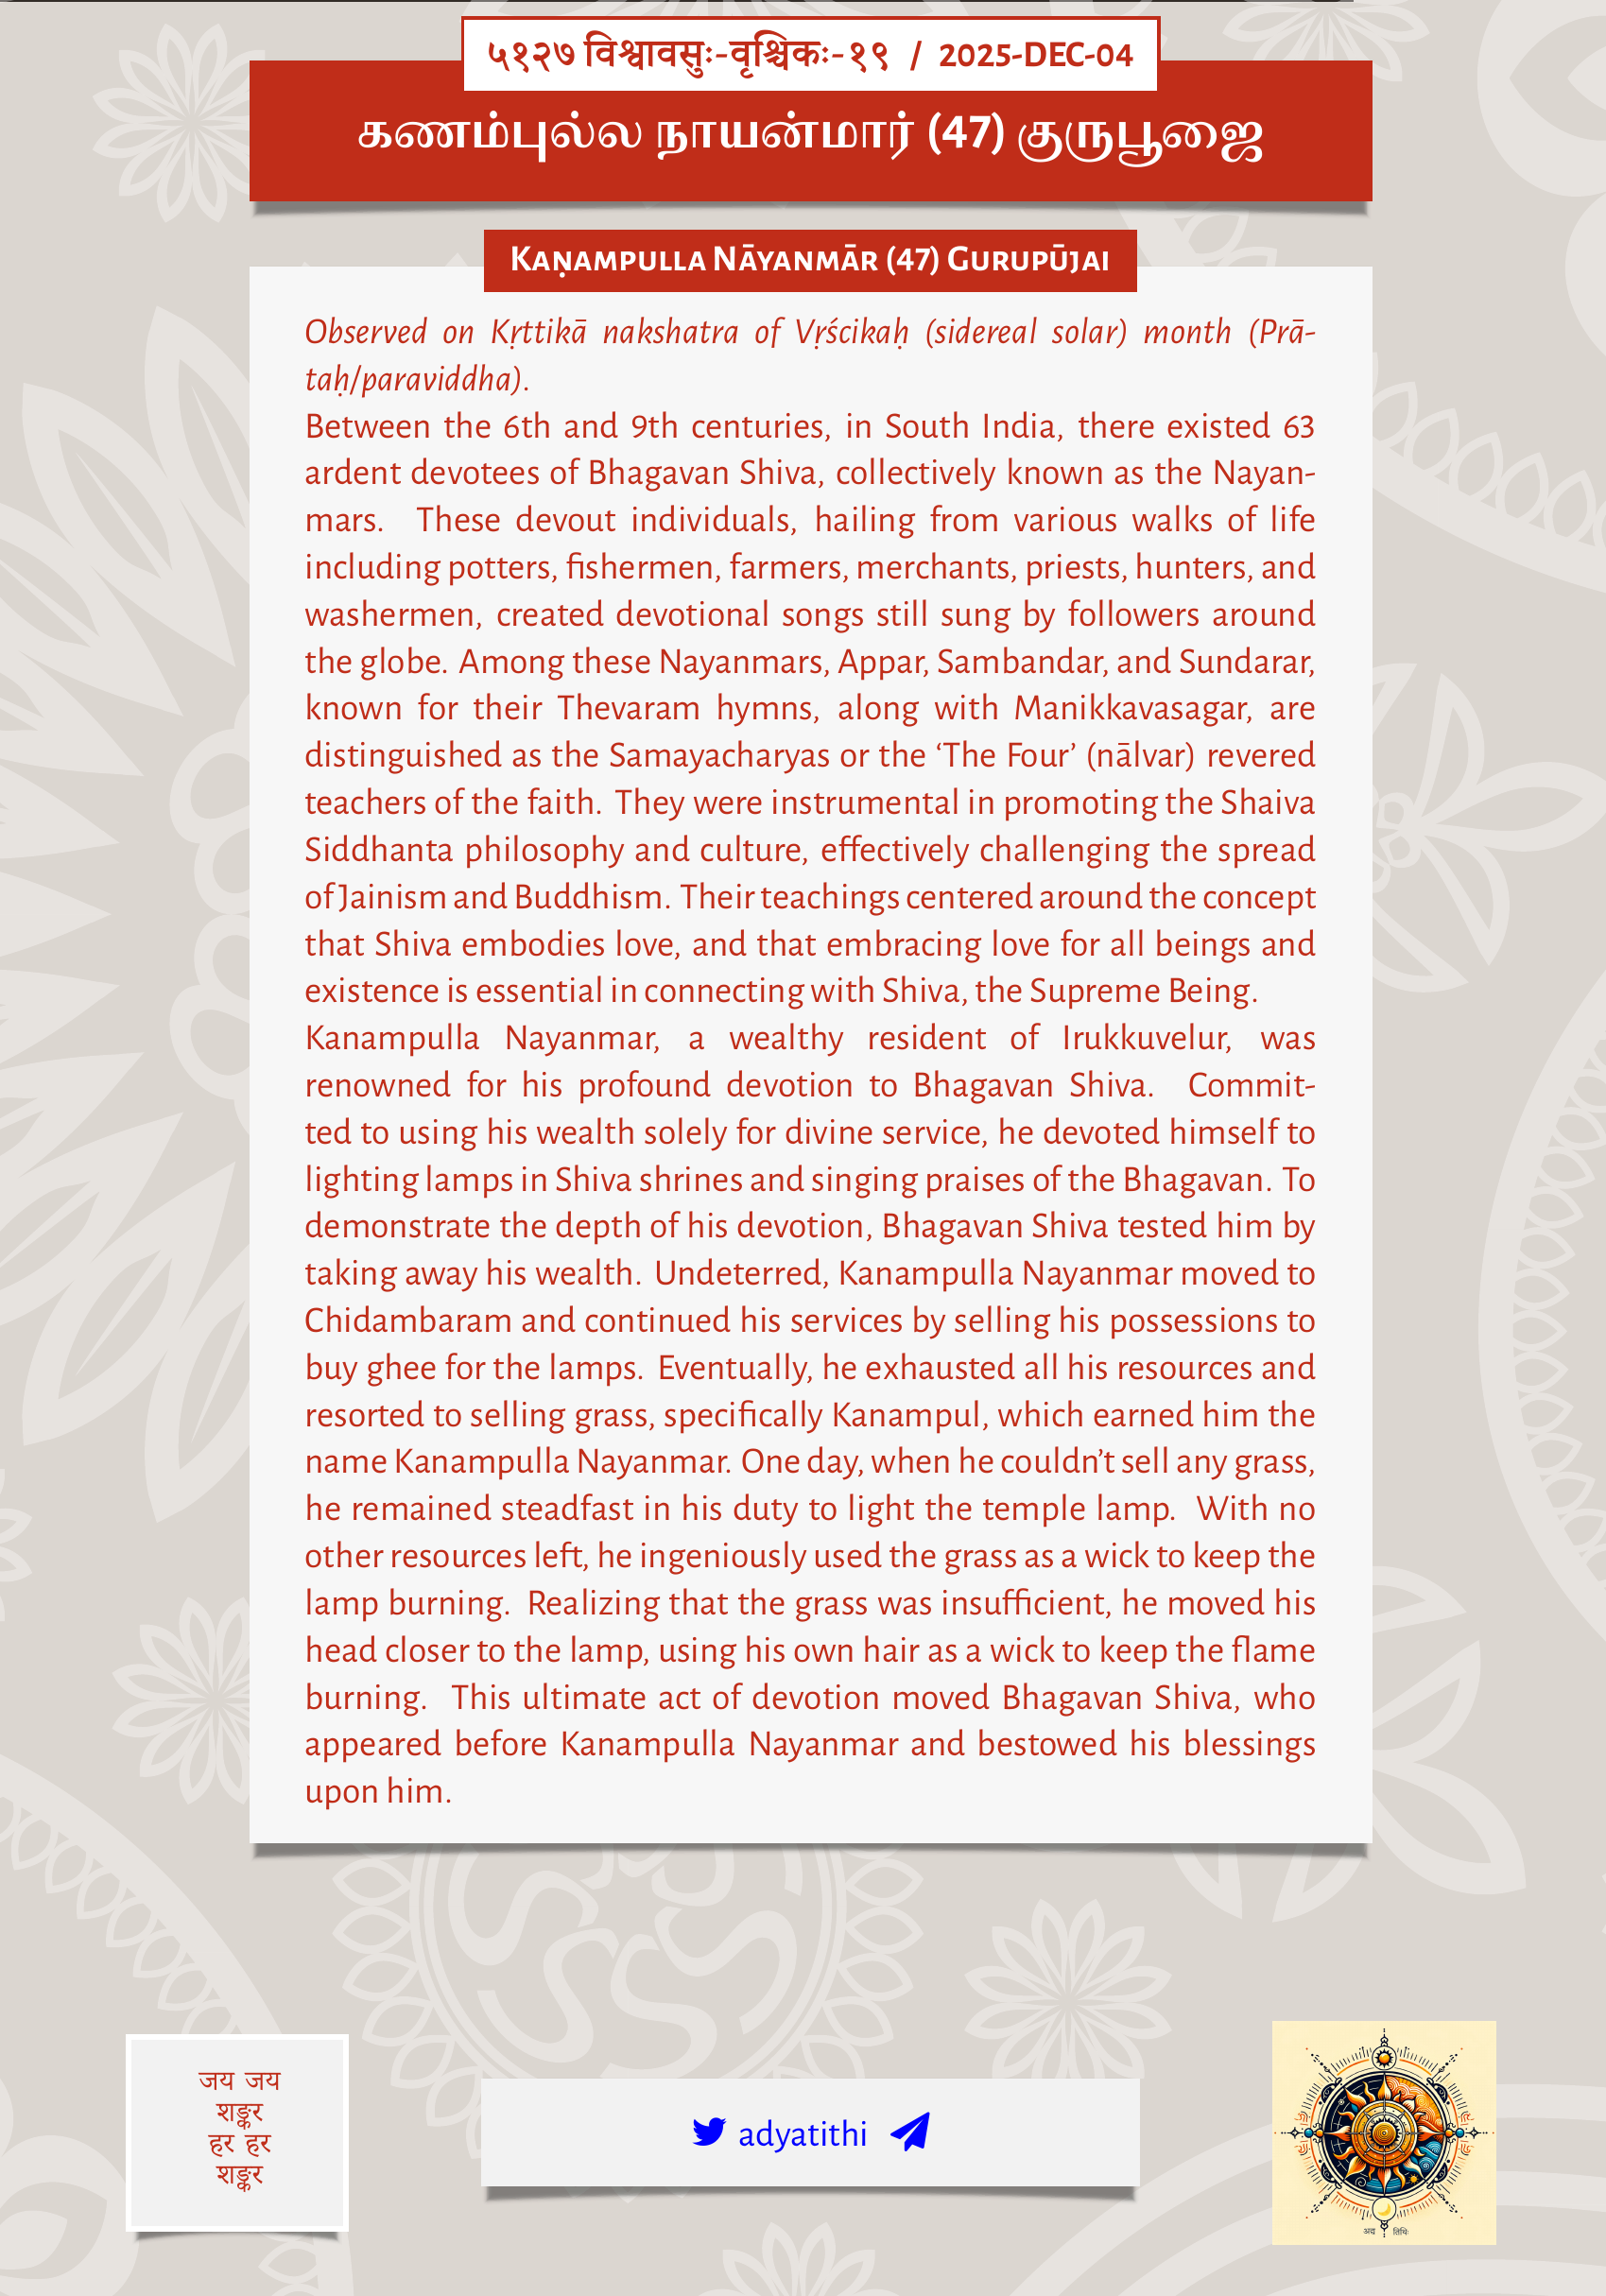 ५१२७ विश्वावसुः-वृश्चिकः-१९ / 2025-DEC-04
கணம்புல்ல நாயன்மார் (47) குருபூஜை
Kaṇampulla Nāyanmār (47) Gurupūjai
Observed on Kṛttikā nakshatra of Vṛścikaḥ (sidereal solar) month (Prā-
taḥ/paraviddha).
Between the 6th and 9th centuries, in South India, there existed 63
ardent devotees of Bhagavan Shiva, collectively known as the Nayan-
mars. These devout individuals, hailing from various walks of life
including potters, fishermen, farmers, merchants, priests, hunters, and
washermen, created devotional songs still sung by followers around
the globe. Among these Nayanmars, Appar, Sambandar, and Sundarar,
known for their Thevaram hymns, along with Manikkavasagar, are
distinguished as the Samayacharyas or the ‘The Four’ (nālvar) revered
teachers of the faith. They were instrumental in promoting the Shaiva
Siddhanta philosophy and culture, effectively challenging the spread
of Jainism and Buddhism. Their teachings centered around the concept
that Shiva embodies love, and that embracing love for all beings and
existence is essential in connecting with Shiva, the Supreme Being.
Kanampulla Nayanmar, a wealthy resident of Irukkuvelur, was
renowned for his profound devotion to Bhagavan Shiva. Commit-
ted to using his wealth solely for divine service, he devoted himself to
lighting lamps in Shiva shrines and singing praises of the Bhagavan. To
demonstrate the depth of his devotion, Bhagavan Shiva tested him by
taking away his wealth. Undeterred, Kanampulla Nayanmar moved to
Chidambaram and continued his services by selling his possessions to
buy ghee for the lamps. Eventually, he exhausted all his resources and
resorted to selling grass, specifically Kanampul, which earned him the
name Kanampulla Nayanmar. One day, when he couldn’t sell any grass,
he remained steadfast in his duty to light the temple lamp. With no
other resources left, he ingeniously used the grass as a wick to keep the
lamp burning. Realizing that the grass was insufficient, he moved his
head closer to the lamp, using his own hair as a wick to keep the flame
burning. This ultimate act of devotion moved Bhagavan Shiva, who
appeared before Kanampulla Nayanmar and bestowed his blessings
upon him.
जय जय
शङ्कर
हर हर
शङ्कर
adyatithi
अद्य तिथिः